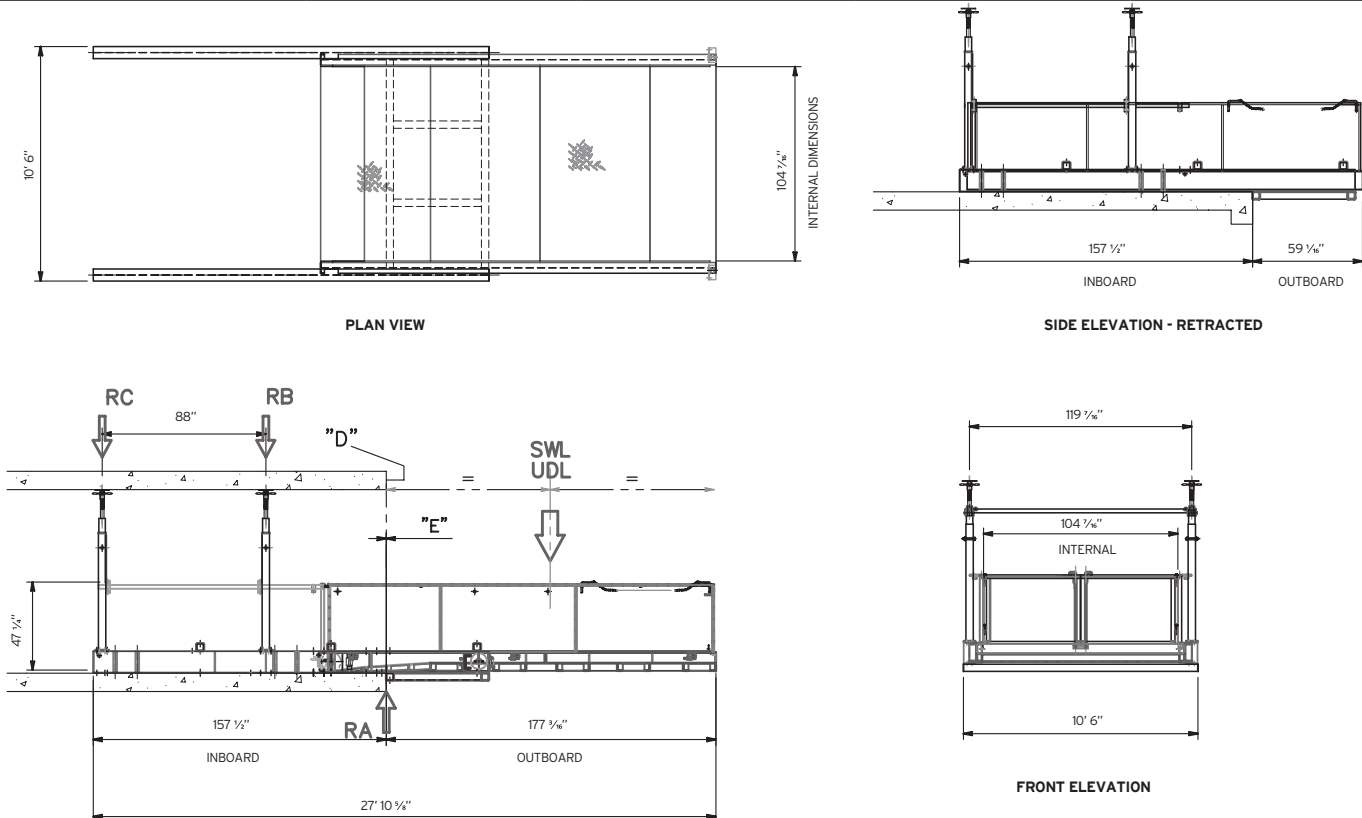 10' 6"
104 7/16"
INTERNAL DIMENSIONS
PLAN VIEW
157 1/2"
59 1/16"
INBOARD
OUTBOARD
SIDE ELEVATION - RETRACTED
RC
RB
88"
"D"
SWL
UDL
=
=
"E"
47 1/4"
RA
157 1/2"
177 3/16"
INBOARD
OUTBOARD
27' 10 5/8"
119 7/16"
104 7/16"
INTERNAL
10' 6"
FRONT ELEVATION